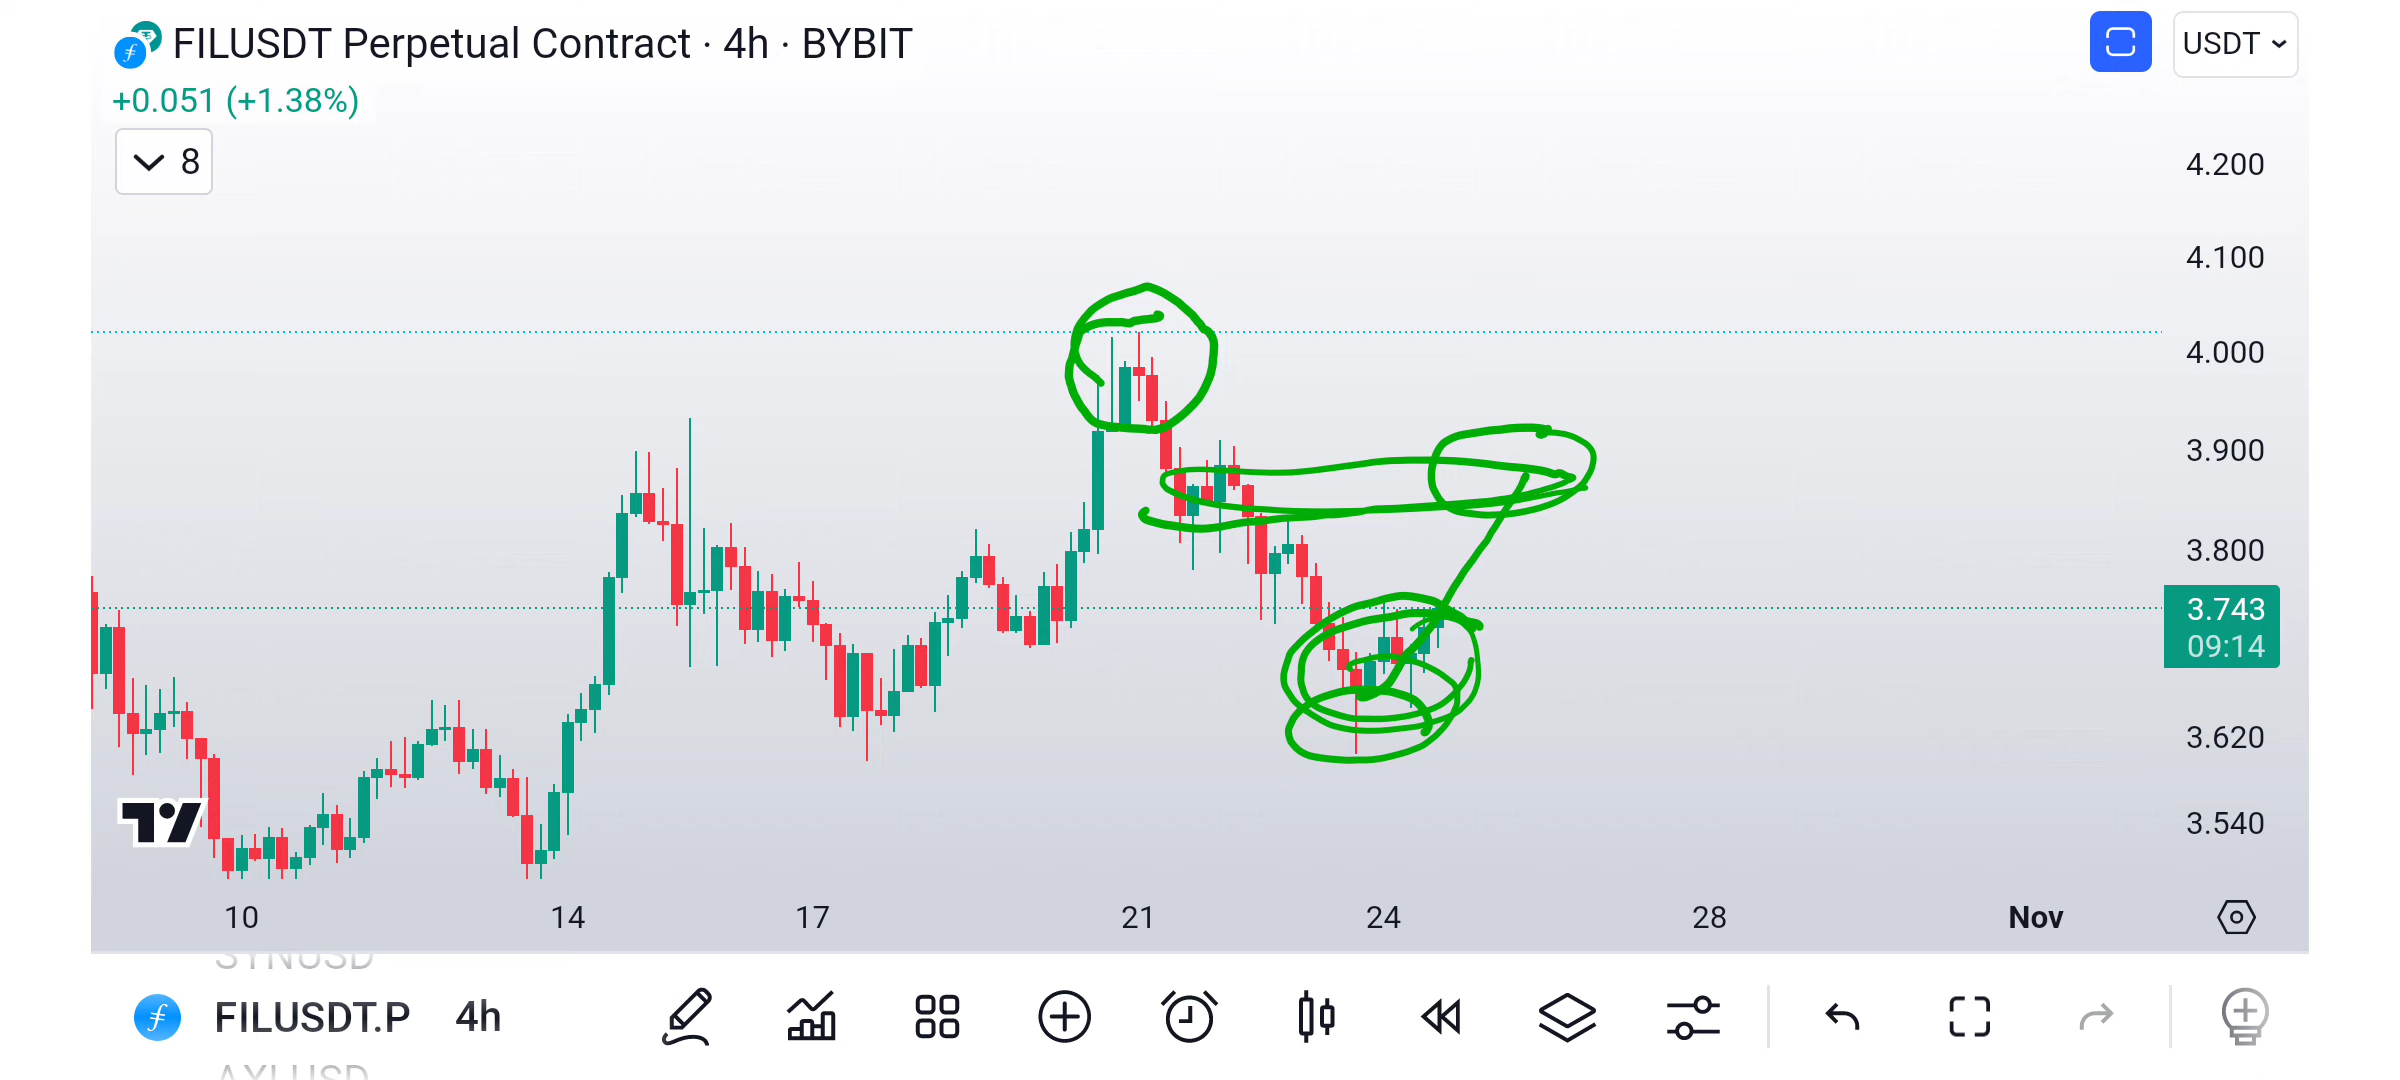 FILUSDT Perpetual Contract · 4h · BYBIT
USDT
+0.051 (+1.38%)
8
4.200
4.100
4.000
3.900
3.800
3.743
09:14
3.620
3.540
10 14 17 21 24 28 Nov
SYNUSD
FILUSDT.P 4h
AXLUSD